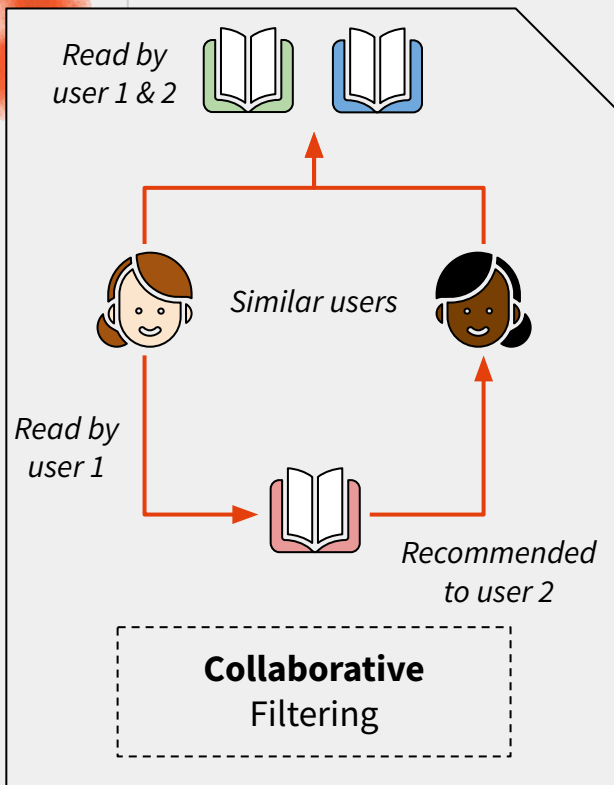 Read by
user 1 & 2
Similar users
Read by
user 1
Recommended
to user 2
Collaborative
Filtering